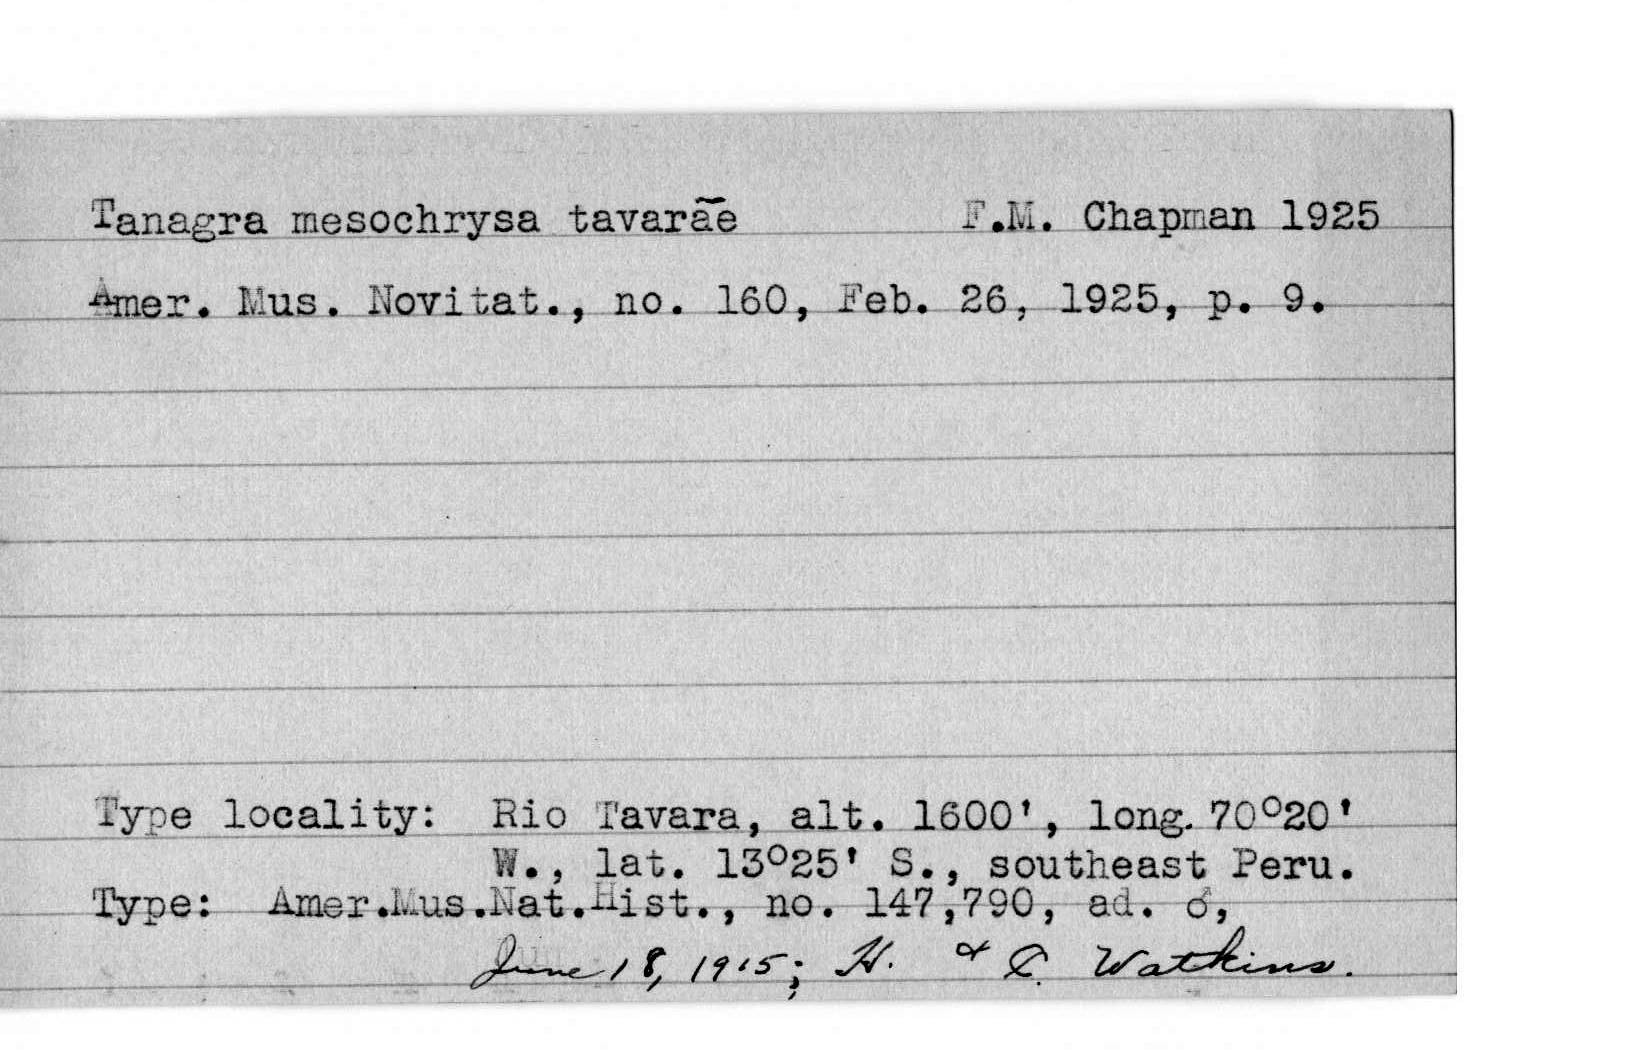 Tanagra mesochrysa tavarãe F.M. Chapman 1925
Amer. Mus. Novitat., no. 160, Feb. 26, 1925, p. 9.
Type locality: Rio Tavara, alt. 1600', long. 70°20'
W., lat. 13°25' S., southeast Peru.
Type: Amer.Mus.Nat.Hist., no. 147,790, ad. ♂,
June 18, 1915; H. & C. Watkins.